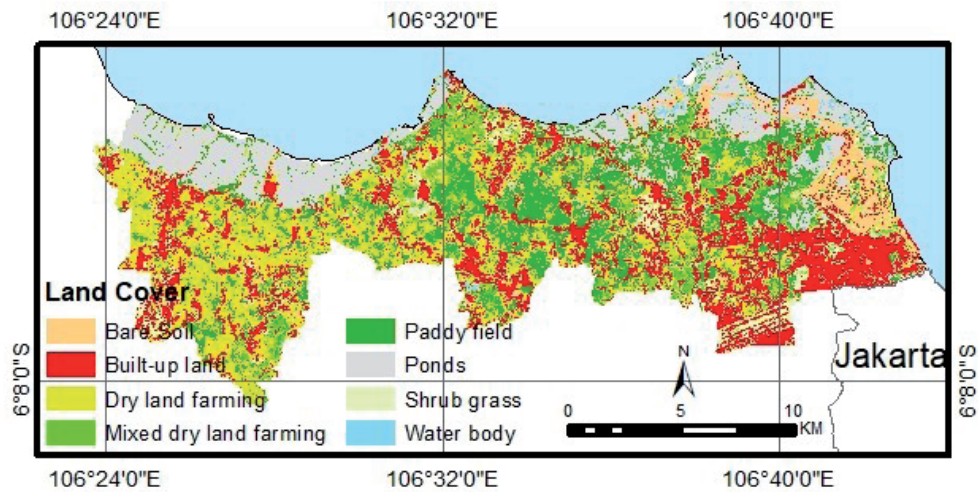 106°24'0"E 106°32'0"E 106°40'0"E
Land Cover
Bare Soil
Built-up land
Dry land farming
Mixed dry land farming
Paddy field
Ponds
Shrub grass
Water body
N
0 5 10
KM
Jakarta
6°8'0"S
6°8'0"S
106°24'0"E 106°32'0"E 106°40'0"E